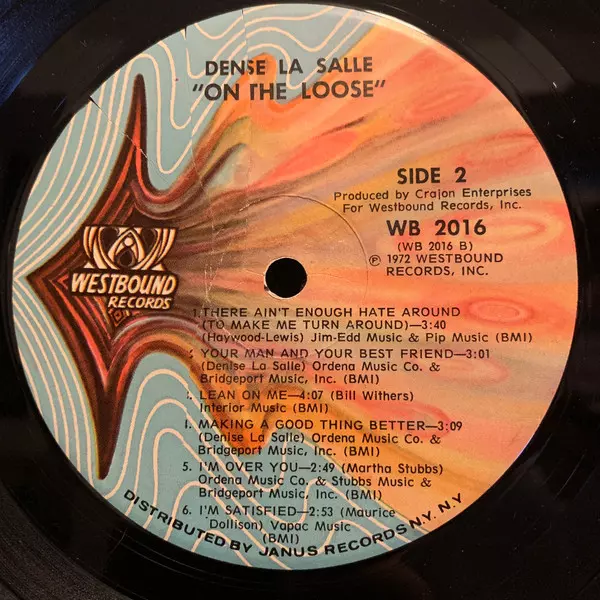 DENSE LA SALLE
"ON THE LOOSE"
SIDE 2
Produced by Crajon Enterprises
For Westbound Records, Inc.
WB 2016
(WB 2016 B)
℗ 1972 WESTBOUND
RECORDS, INC.
WESTBOUND
RECORDS
1.THERE AIN'T ENOUGH HATE AROUND
(TO MAKE ME TURN AROUND)—3:40
(Haywood-Lewis) Jim-Edd Music & Pip Music (BMI)
YOUR MAN AND YOUR BEST FRIEND—3:01
(Denise La Salle) Ordena Music Co. &
Bridgeport Music, Inc. (BMI)
LEAN ON ME—4:07 (Bill Withers)
Interior Music (BMI)
MAKING A GOOD THING BETTER—3:09
(Denise La Salle) Ordena Music Co. &
Bridgeport Music, Inc. (BMI)
5. I'M OVER YOU—2:49 (Martha Stubbs)
Ordena Music Co. & Stubbs Music &
Bridgeport Music, Inc. (BMI)
6. I'M SATISFIED—2:53 (Maurice
Dollison) Vapac Music
(BMI)
DISTRIBUTED BY JANUS RECORDS N.Y. N.Y